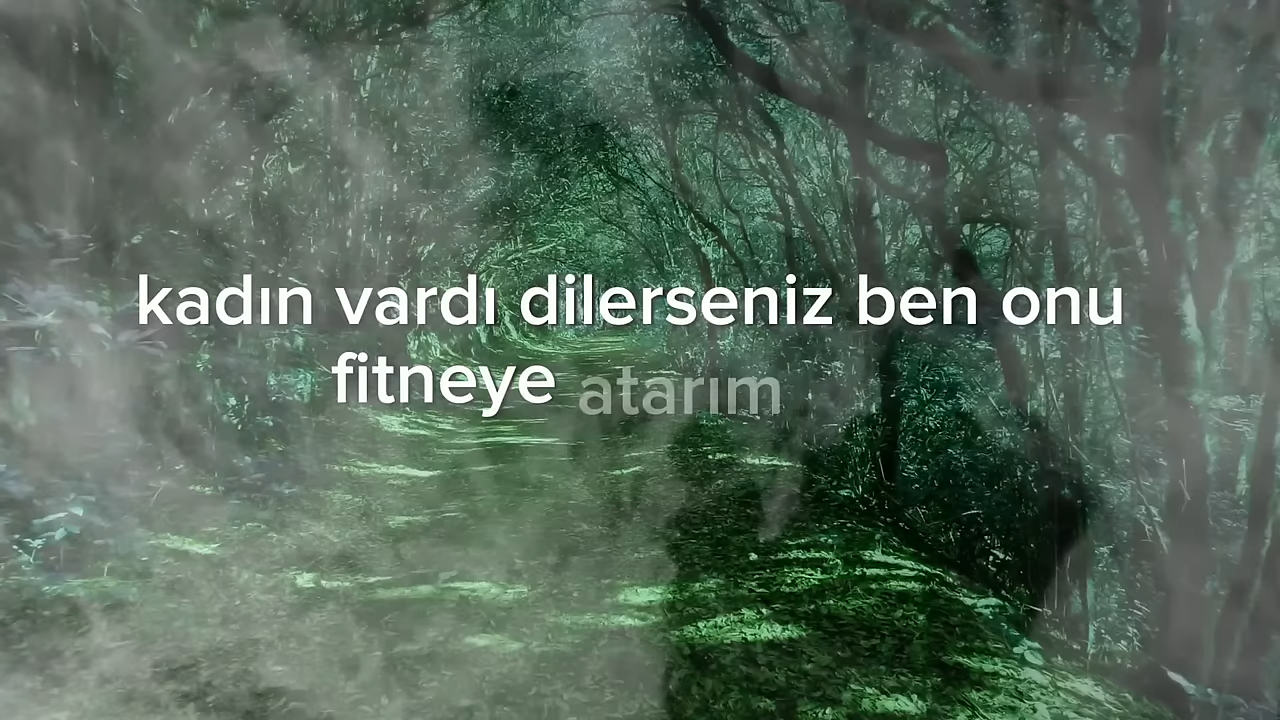 kadın vardı dilerseniz ben onu
fitneye atarım